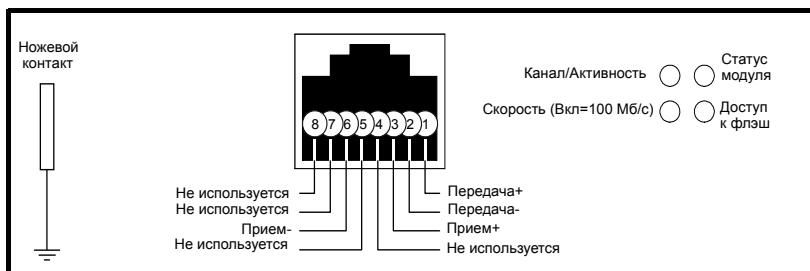 Ножевой
контакт
Канал/Активность
Статус
модуля
Скорость (Вкл=100 Мб/с)
Доступ
к флэш
8 7 6 5 4 3 2 1
Не используется
Передача+
Не используется
Передача-
Прием-
Прием+
Не используется
Не используется